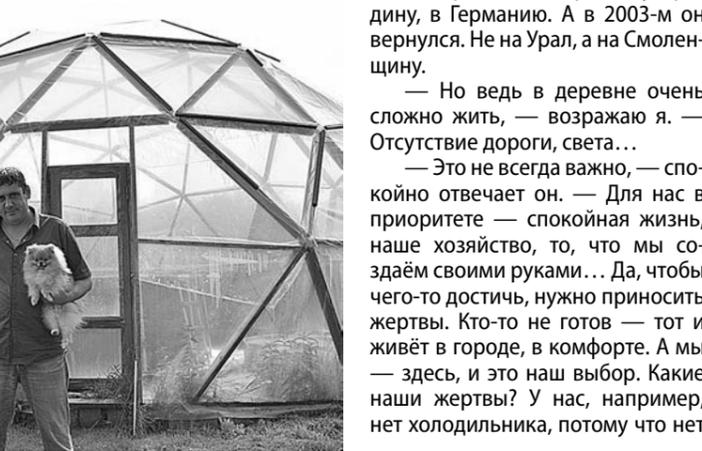 дину, в Германию. А в 2003-м он
вернулся. Не на Урал, а на Смолен-
щину.
— Но ведь в деревне очень
сложно жить, — возражаю я. —
Отсутствие дороги, света…
— Это не всегда важно, — спо-
койно отвечает он. — Для нас в
приоритете — спокойная жизнь,
наше хозяйство, то, что мы со-
здаём своими руками… Да, чтобы
чего-то достичь, нужно приносить
жертвы. Кто-то не готов — тот и
живёт в городе, в комфорте. А мы
— здесь, и это наш выбор. Какие
наши жертвы? У нас, например,
нет холодильника, потому что нет